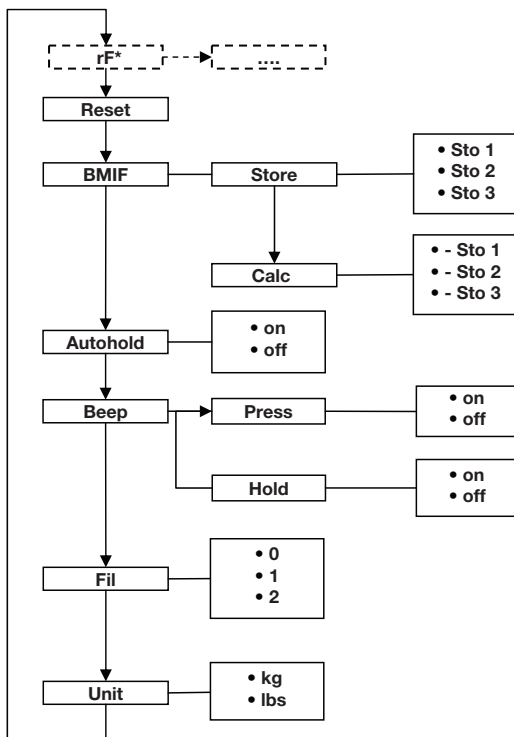 rF*
....
Reset
BMIF
Store
• Sto 1
• Sto 2
• Sto 3
Calc
• - Sto 1
• - Sto 2
• - Sto 3
Autohold
• on
• off
Beep
Press
• on
• off
Hold
• on
• off
Fil
• 0
• 1
• 2
Unit
• kg
• lbs